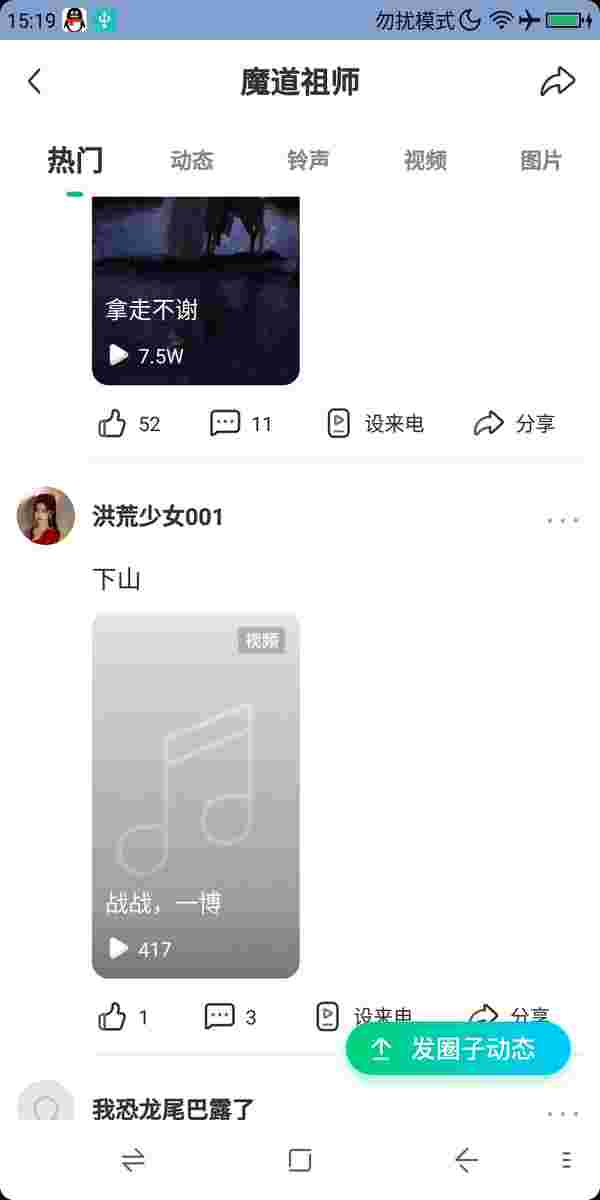 15:19
勿扰模式
魔道祖师
热门 动态 铃声 视频 图片
拿走不谢
7.5W
52 11 设来电 分享
洪荒少女001
下山
视频
战战，一博
417
1 3 设来电 分享
发圈子动态
我恐龙尾巴露了